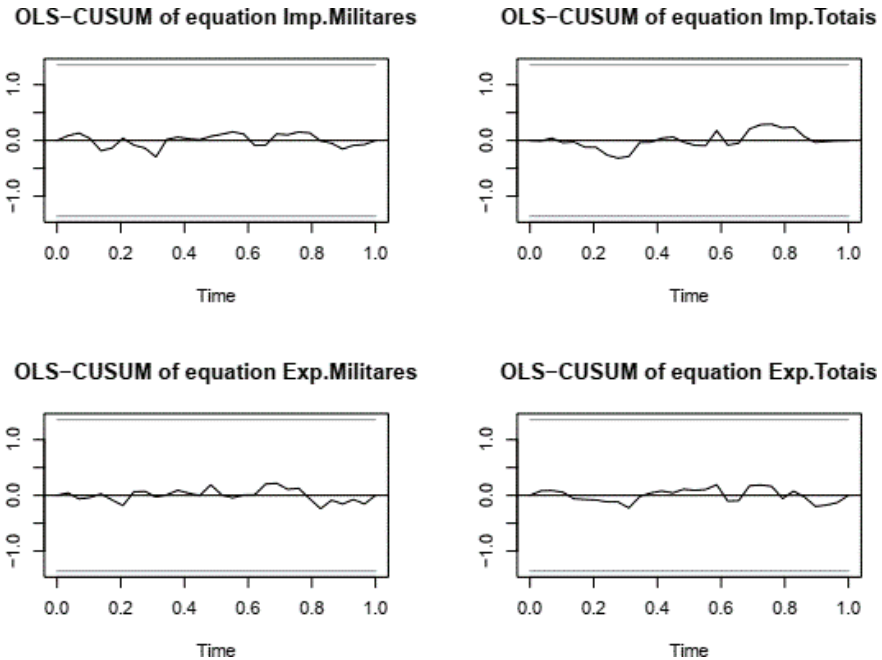 OLS−CUSUM of equation Imp.Militares
1.0
0.0
−1.0
0.0 0.2 0.4 0.6 0.8 1.0
Time
OLS−CUSUM of equation Imp.Totais
1.0
0.0
−1.0
0.0 0.2 0.4 0.6 0.8 1.0
Time
OLS−CUSUM of equation Exp.Militares
1.0
0.0
−1.0
0.0 0.2 0.4 0.6 0.8 1.0
Time
OLS−CUSUM of equation Exp.Totais
1.0
0.0
−1.0
0.0 0.2 0.4 0.6 0.8 1.0
Time